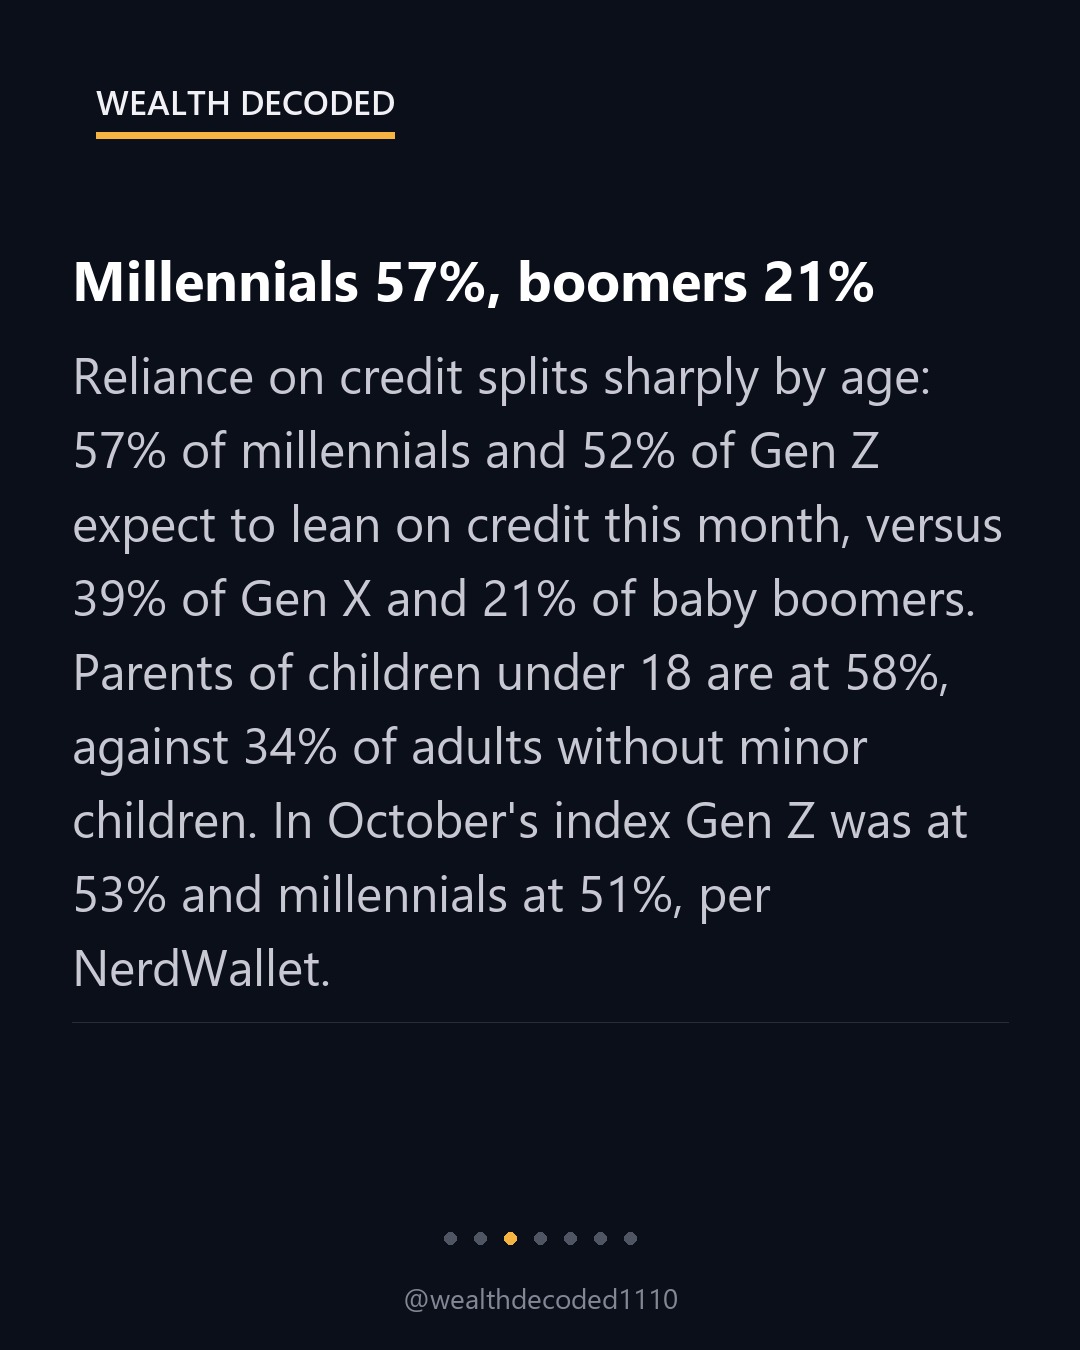 WEALTH DECODED
Millennials 57%, boomers 21%
Reliance on credit splits sharply by age:
57% of millennials and 52% of Gen Z
expect to lean on credit this month, versus
39% of Gen X and 21% of baby boomers.
Parents of children under 18 are at 58%,
against 34% of adults without minor
children. In October's index Gen Z was at
53% and millennials at 51%, per
NerdWallet.
@wealthdecoded1110